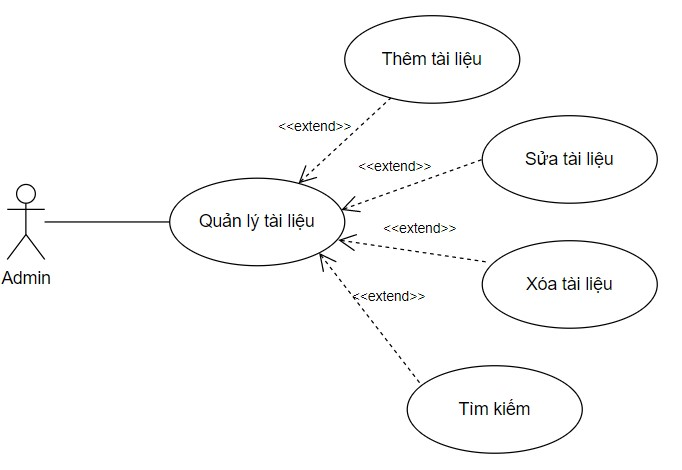 Thêm tài liệu
<<extend>>
Sửa tài liệu
<<extend>>
Quản lý tài liệu
<<extend>>
Admin
Xóa tài liệu
<<extend>>
Tìm kiếm